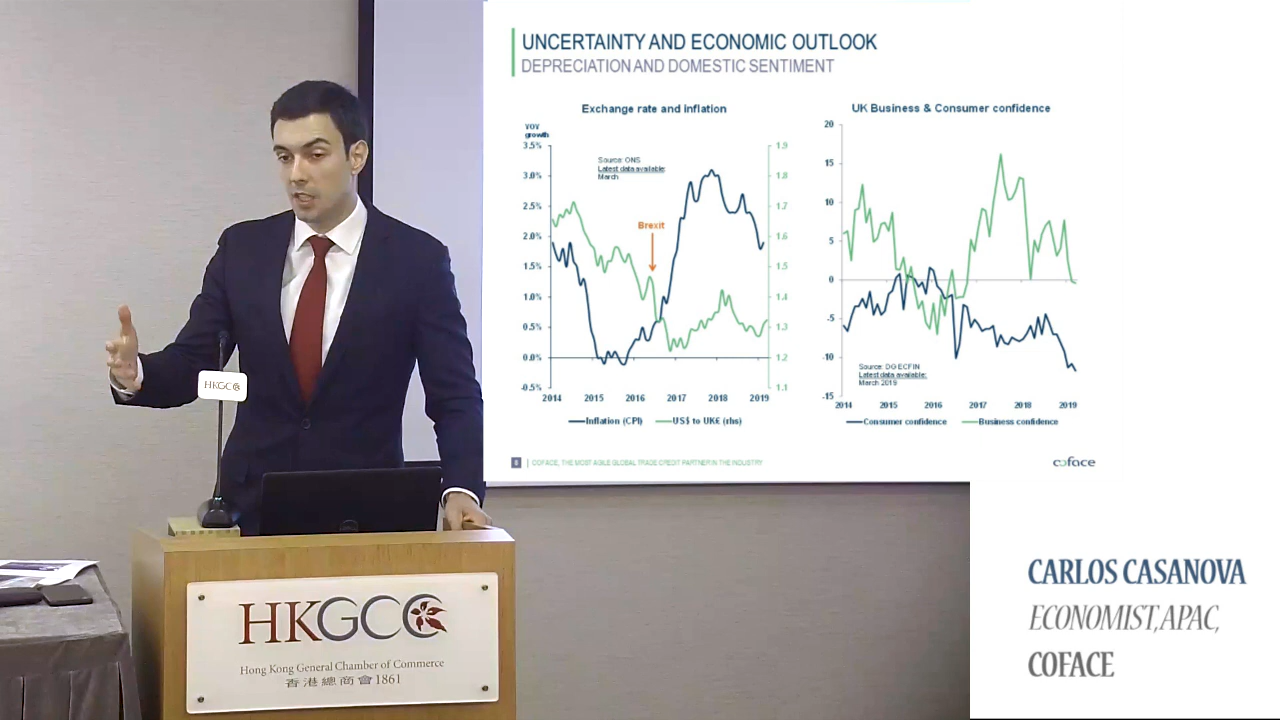 UNCERTAINTY AND ECONOMIC OUTLOOK
DEPRECIATION AND DOMESTIC SENTIMENT
Exchange rate and inflation
YOY
growth
3.5%
3.0%
2.5%
2.0%
1.5%
1.0%
0.5%
0.0%
-0.5%
1.9
1.8
1.7
1.6
1.5
1.4
1.3
1.2
1.1
Source: ONS
Latest data available:
March
Brexit
2014 2015 2016 2017 2018 2019
Inflation (CPI) US$ to UK£ (rhs)
UK Business & Consumer confidence
20
15
10
5
0
-5
-10
-15
Source: DG ECFIN
Latest data available:
March 2019
2014 2015 2016 2017 2018 2019
Consumer confidence Business confidence
8 COFACE, THE MOST AGILE GLOBAL TRADE CREDIT PARTNER IN THE INDUSTRY
coface
HKGCC
HKGCC
Hong Kong General Chamber of Commerce
香港總商會 1861
CARLOS CASANOVA
ECONOMIST, APAC,
COFACE